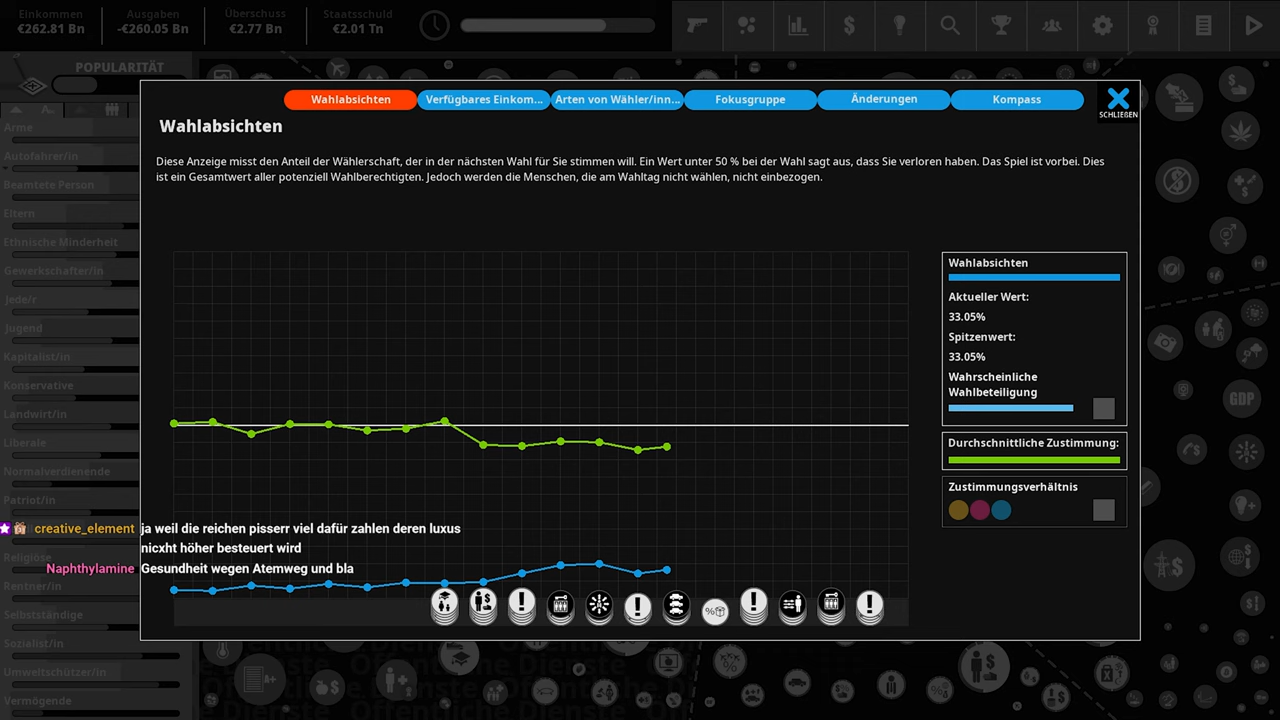 Einkommen
€262.81 Bn
Ausgaben
-€260.05 Bn
Überschuss
€2.77 Bn
Staatsschuld
€2.01 Tn
POPULARITÄT
Wahlabsichten
Verfügbares Einkom...
Arten von Wähler/inn...
Fokusgruppe
Änderungen
Kompass
SCHLIEßEN
Wahlabsichten
Diese Anzeige misst den Anteil der Wählerschaft, der in der nächsten Wahl für Sie stimmen will. Ein Wert unter 50 % bei der Wahl sagt aus, dass Sie verloren haben. Das Spiel ist vorbei. Dies
ist ein Gesamtwert aller potenziell Wahlberechtigten. Jedoch werden die Menschen, die am Wahltag nicht wählen, nicht einbezogen.
Arme
Autofahrer/in
Beamtete Person
Eltern
Ethnische Minderheit
Gewerkschafter/in
Jede/r
Jugend
Kapitalist/in
Konservative
Landwirt/in
Liberale
Normalverdienende
Patriot/in
Religiöse
Rentner/in
Selbstständige
Sozialist/in
Umweltschützer/in
Vermögende
Wahlabsichten
Aktueller Wert:
33.05%
Spitzenwert:
33.05%
Wahrscheinliche
Wahlbeteiligung
Durchschnittliche Zustimmung:
Zustimmungsverhältnis
creative_element ja weil die reichen pisserr viel dafür zahlen deren luxus
nicxht höher besteuert wird
Naphthylamine Gesundheit wegen Atemweg und bla
GDP
Öffentliche Dienste